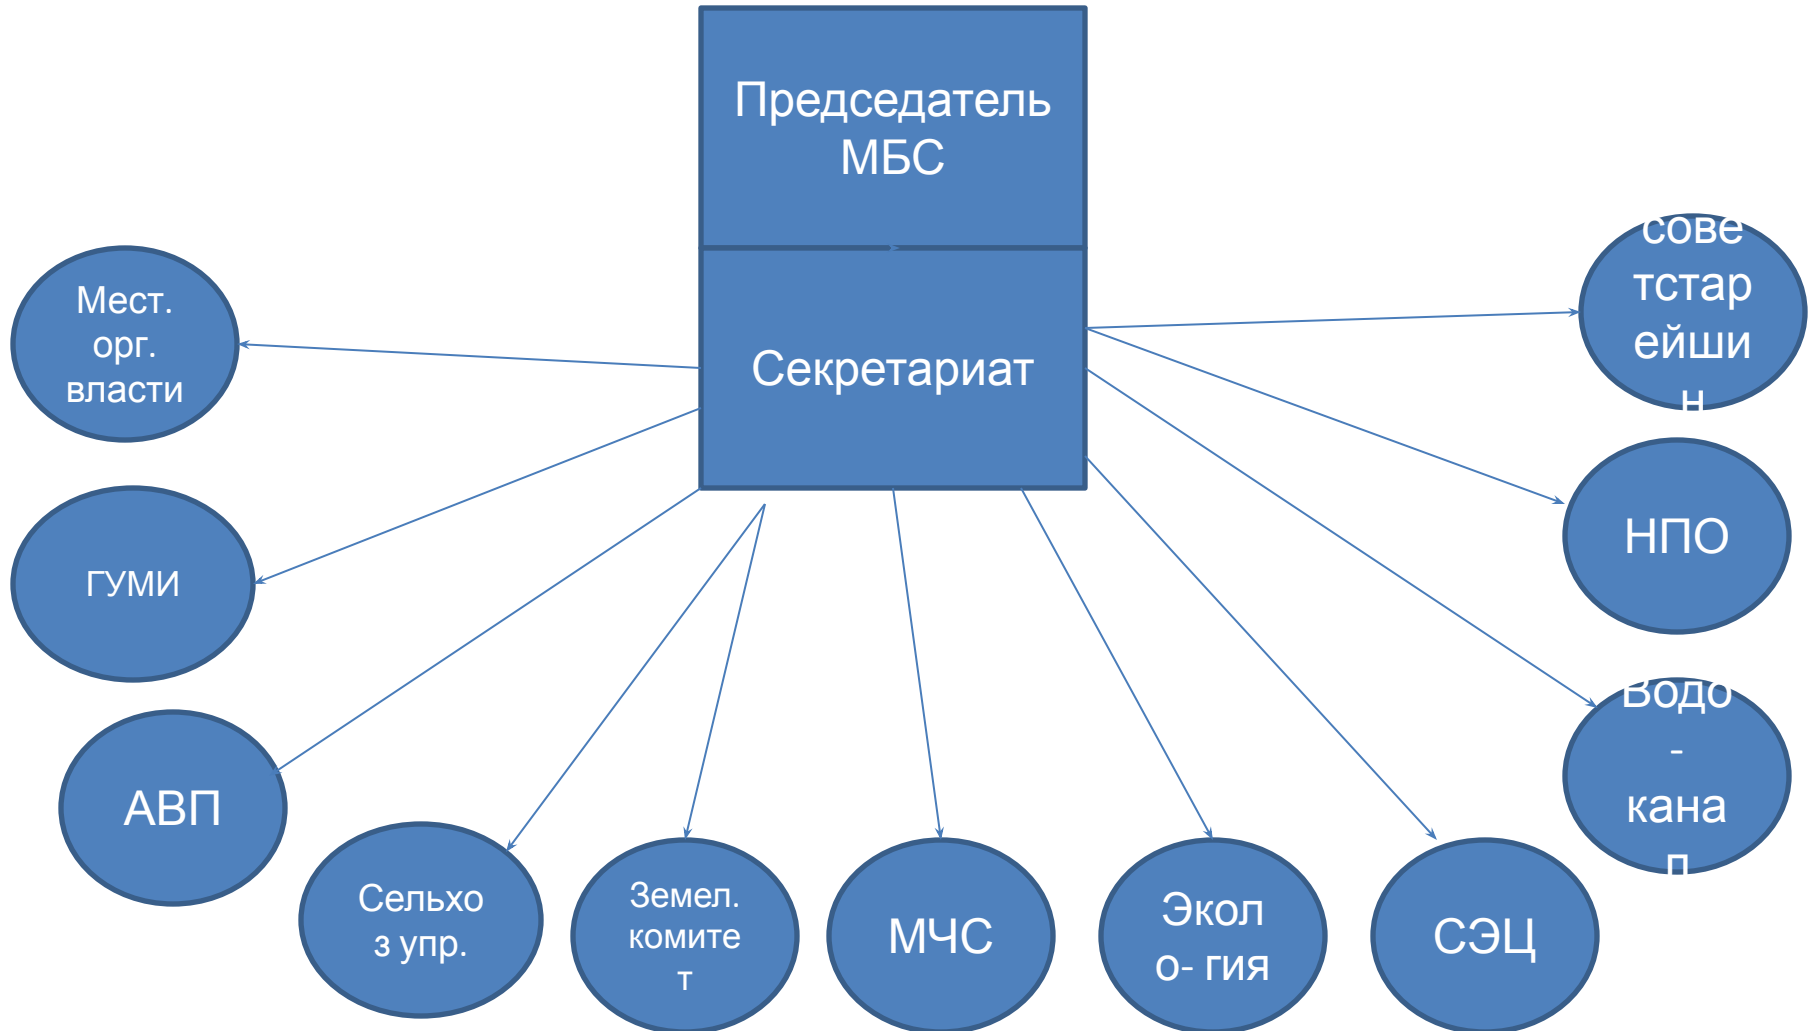 Председатель
МБС
Секретариат
Мест.
орг.
власти
ГУМИ
АВП
Сельхо
з упр.
Земел.
комите
т
МЧС
Экол
о- гия
СЭЦ
Водо
-
кана
л
НПО
сове
тстар
ейши
н